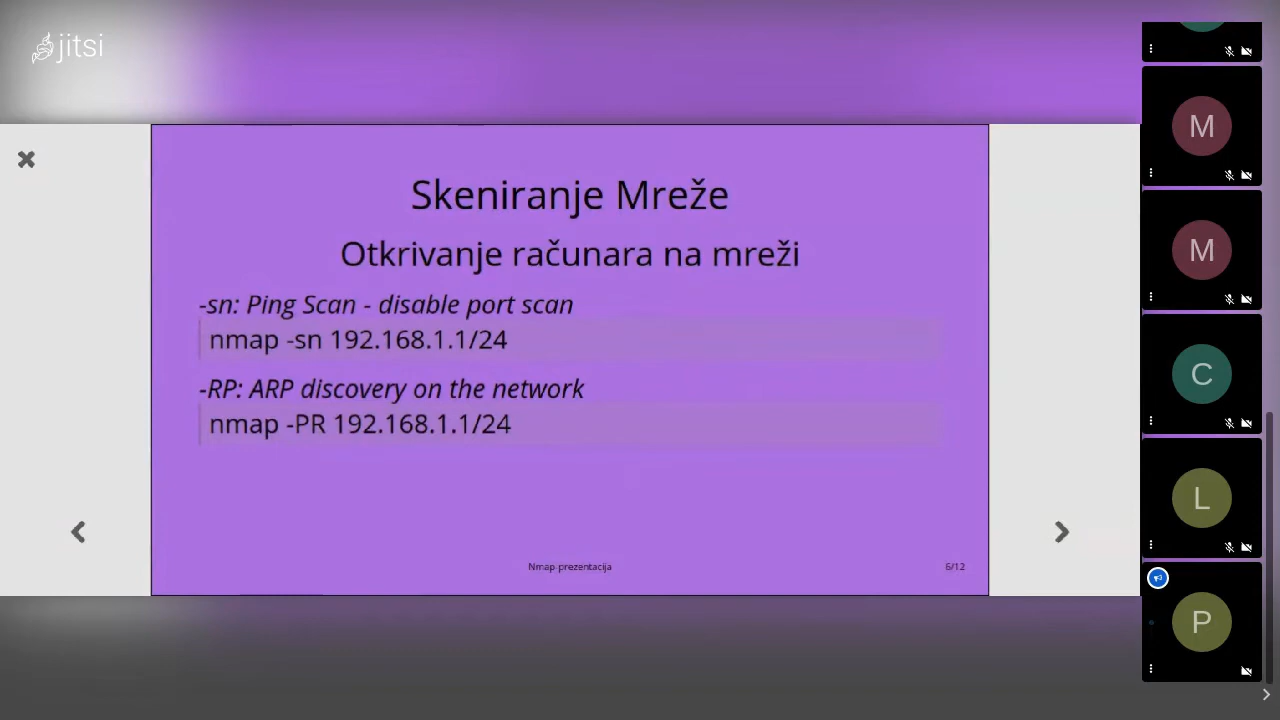 jitsi
Skeniranje Mreže
Otkrivanje računara na mreži
-sn: Ping Scan - disable port scan
nmap -sn 192.168.1.1/24
-RP: ARP discovery on the network
nmap -PR 192.168.1.1/24
Nmap-prezentacija
6/12
M
M
C
L
P